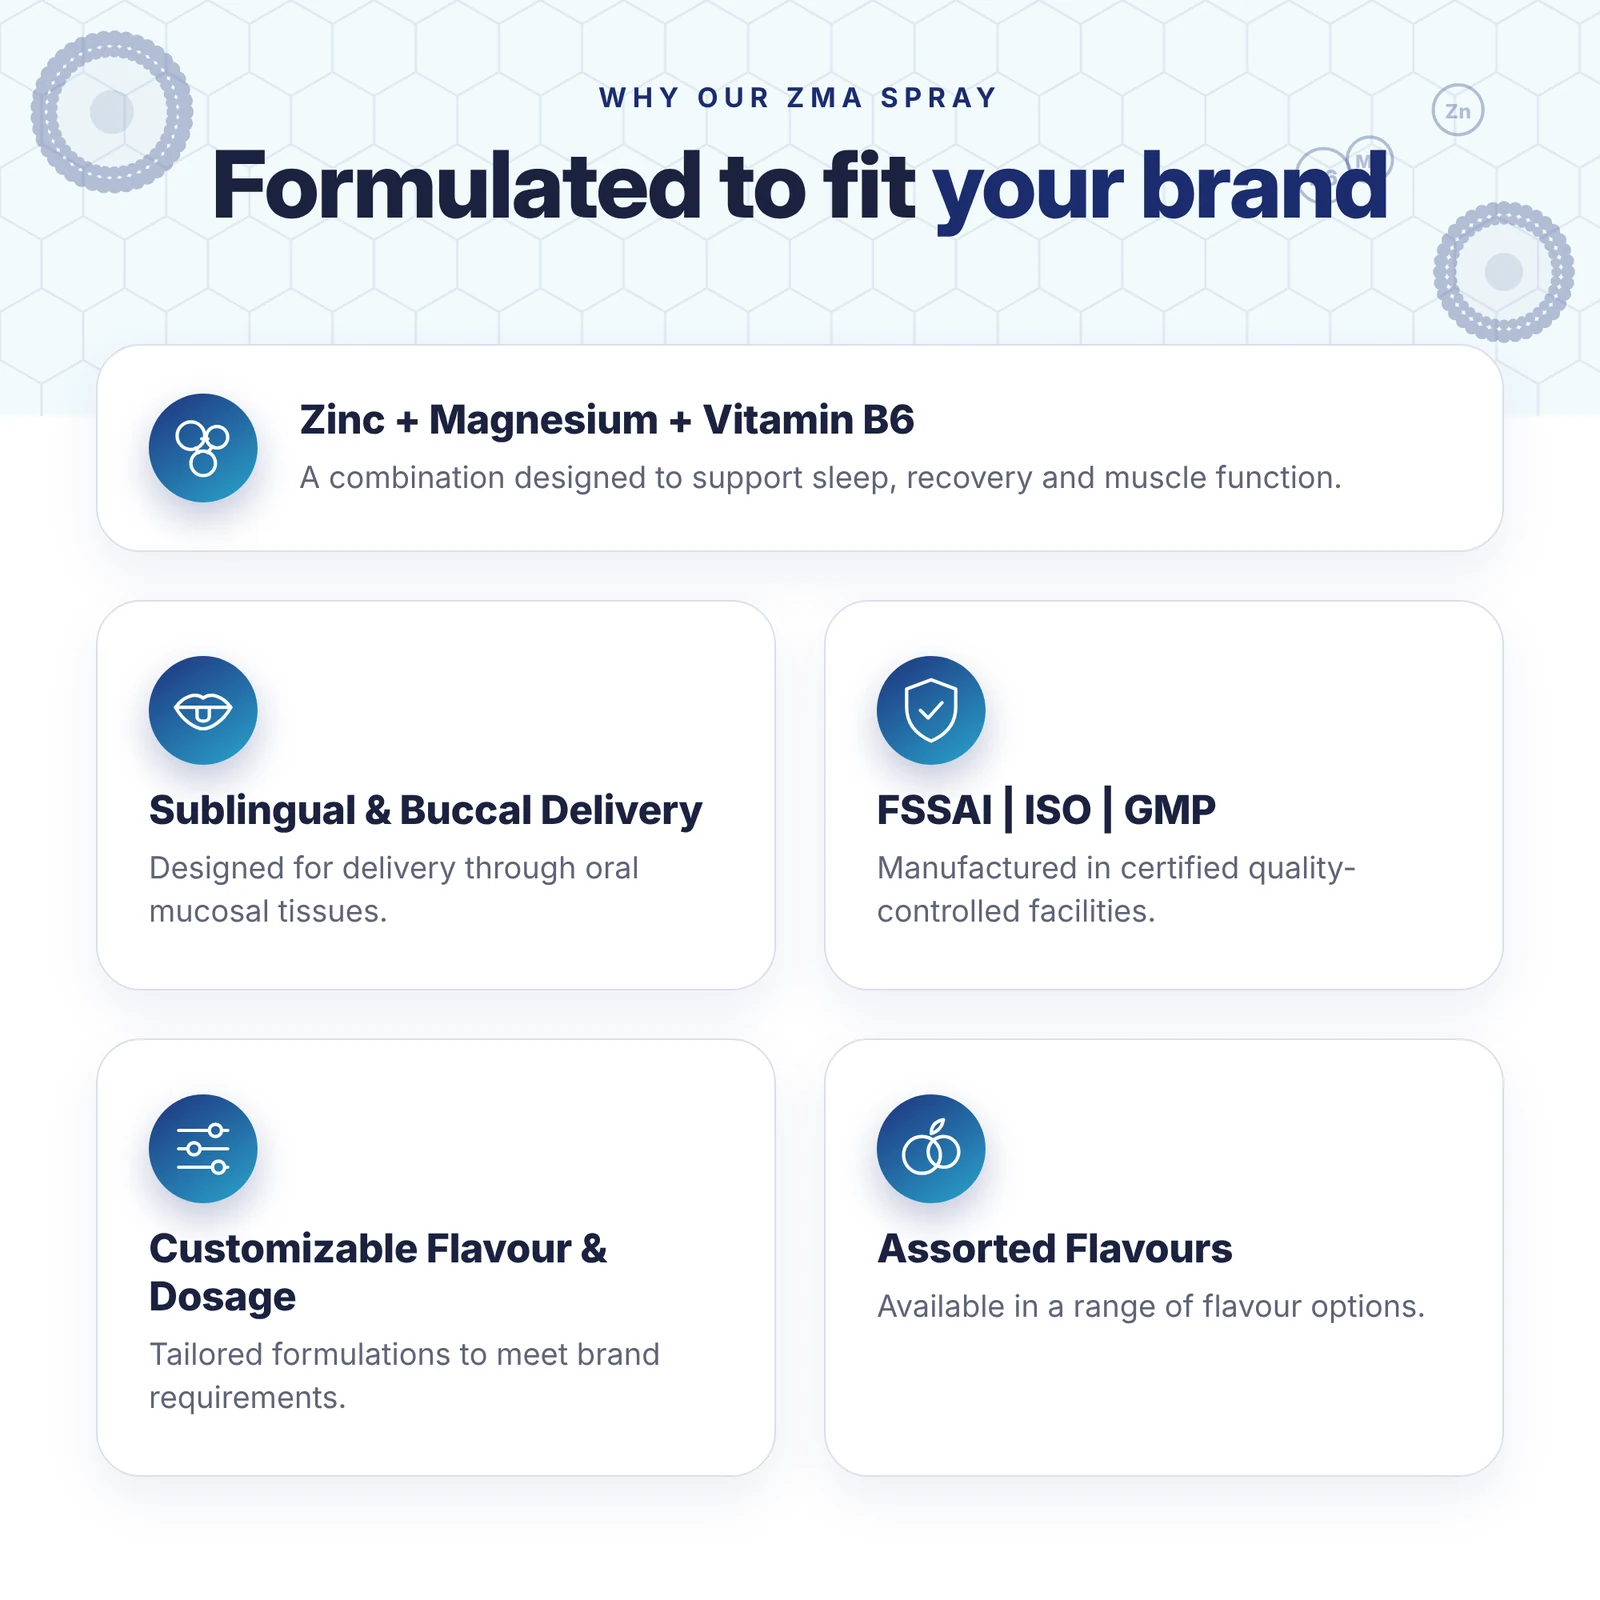 WHY OUR ZMA SPRAY
Zn
Formulated to fit your brand
Zinc + Magnesium + Vitamin B6
A combination designed to support sleep, recovery and muscle function.
Sublingual & Buccal Delivery
Designed for delivery through oral
mucosal tissues.
FSSAI | ISO | GMP
Manufactured in certified quality-
controlled facilities.
Customizable Flavour &
Dosage
Tailored formulations to meet brand
requirements.
Assorted Flavours
Available in a range of flavour options.